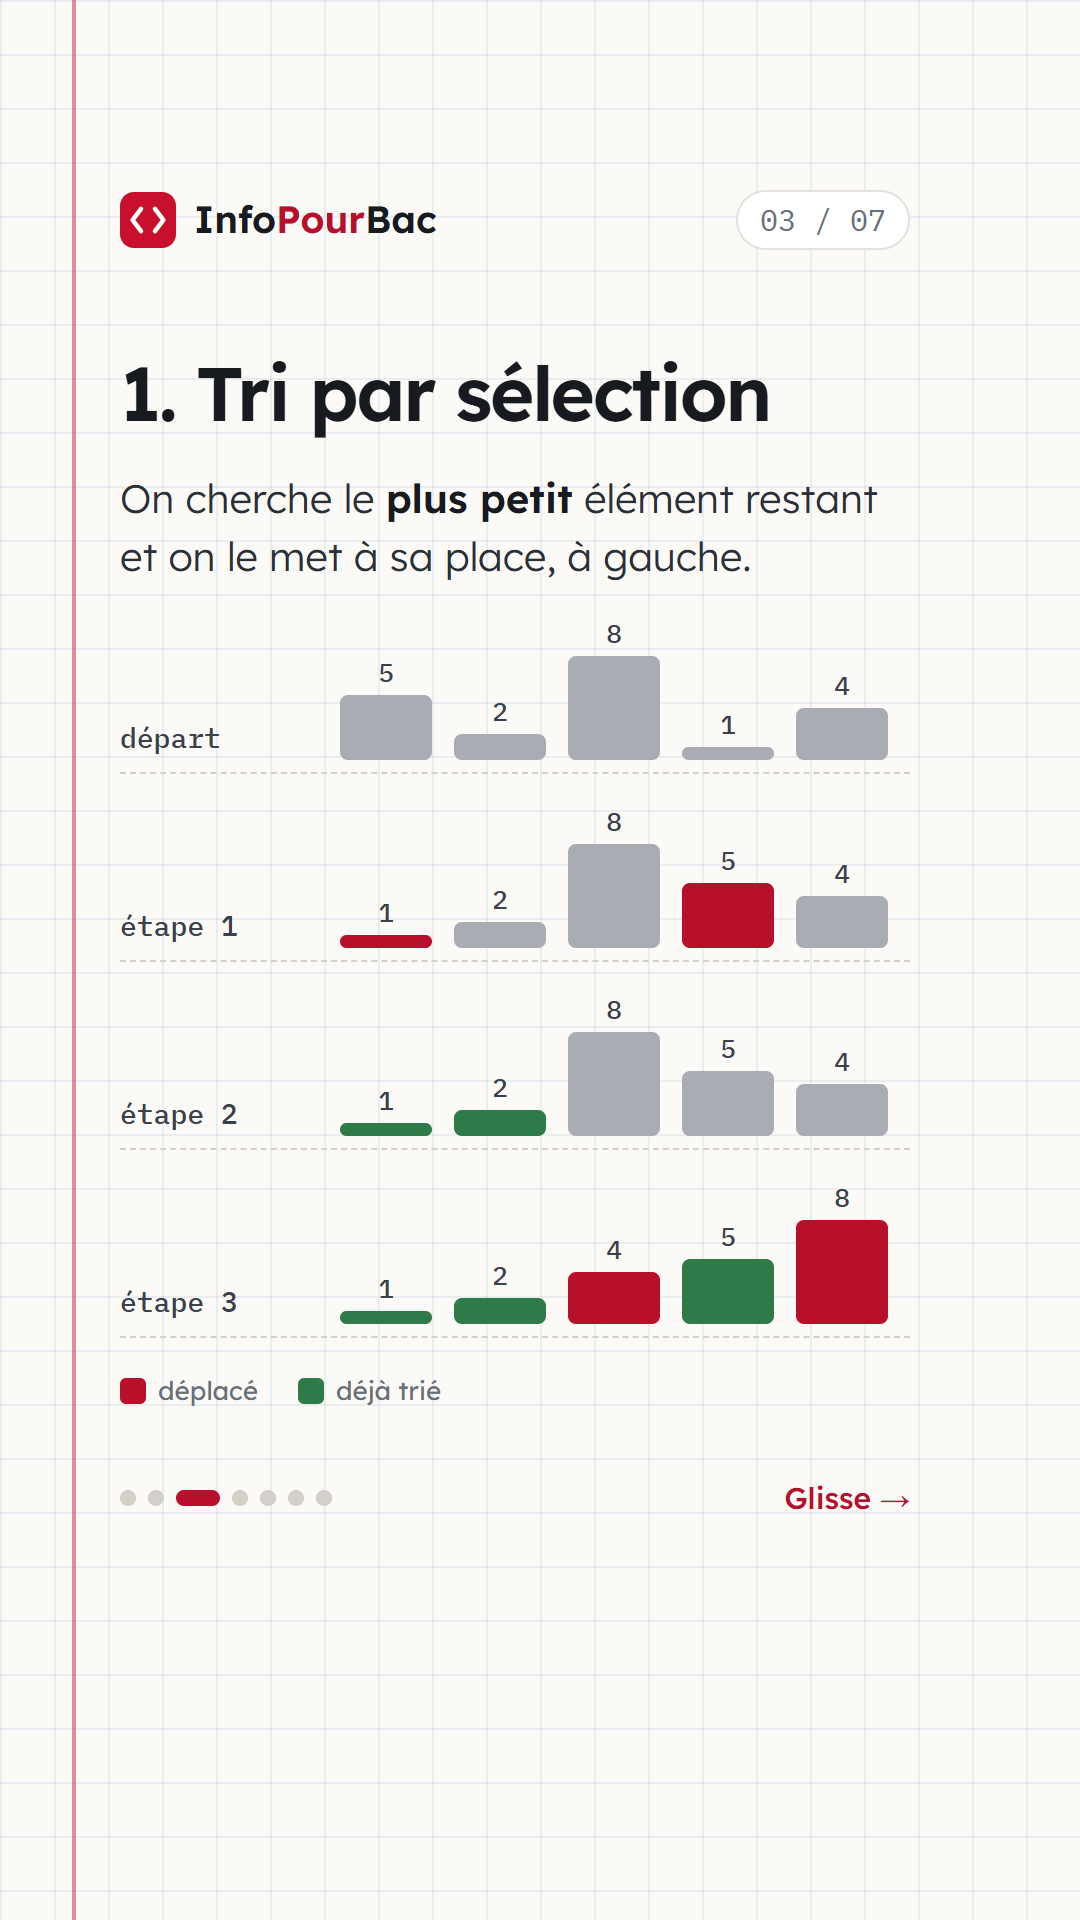 InfoPourBac
03 / 07
1. Tri par sélection
On cherche le plus petit élément restant
et on le met à sa place, à gauche.
départ 5 2 8 1 4
étape 1 1 2 8 5 4
étape 2 1 2 8 5 4
étape 3 1 2 4 5 8
déplacé déjà trié
Glisse →